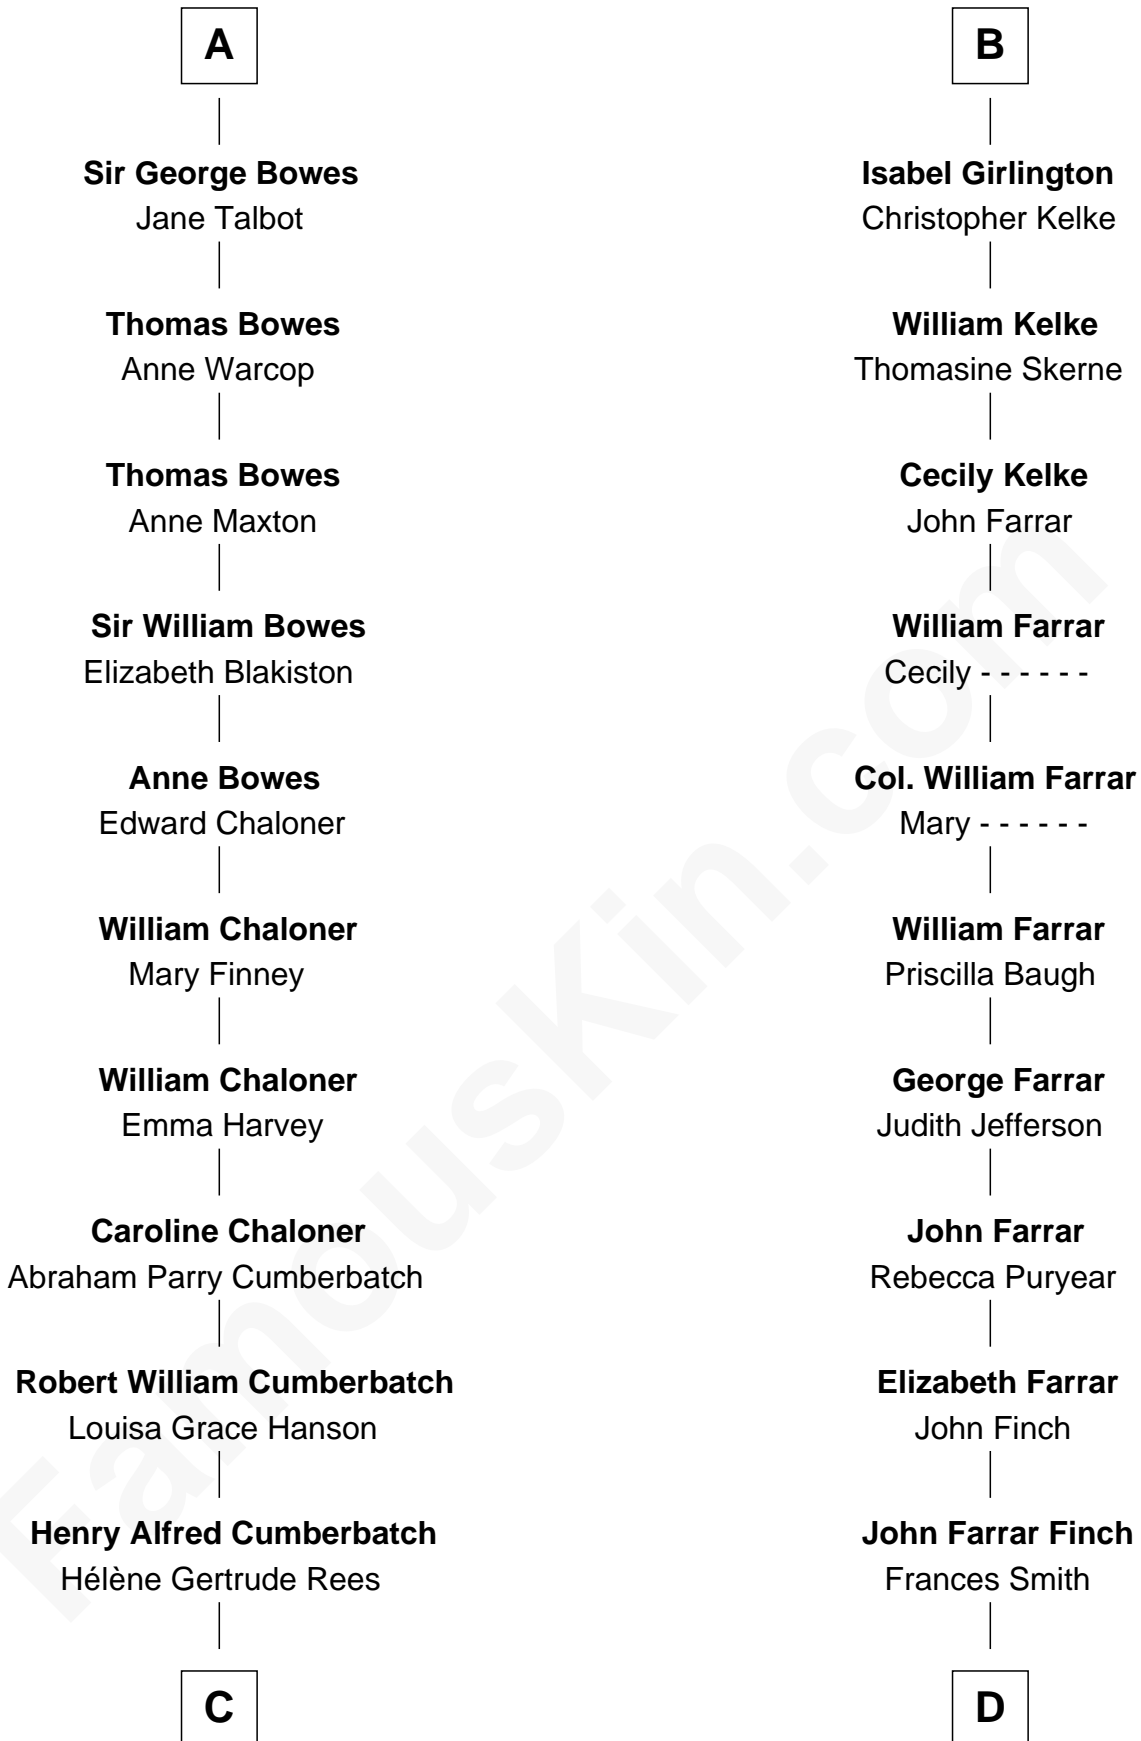 A
Sir George Bowes
Jane Talbot
Thomas Bowes
Anne Warcop
Thomas Bowes
Anne Maxton
Sir William Bowes
Elizabeth Blakiston
Anne Bowes
Edward Chaloner
William Chaloner
Mary Finney
William Chaloner
Emma Harvey
Caroline Chaloner
Abraham Parry Cumberbatch
Robert William Cumberbatch
Louisa Grace Hanson
Henry Alfred Cumberbatch
Hélène Gertrude Rees
C
B
Isabel Girlington
Christopher Kelke
William Kelke
Thomasine Skerne
Cecily Kelke
John Farrar
William Farrar
Cecily - - - - - -
Col. William Farrar
Mary - - - - - -
William Farrar
Priscilla Baugh
George Farrar
Judith Jefferson
John Farrar
Rebecca Puryear
Elizabeth Farrar
John Finch
John Farrar Finch
Frances Smith
D
FamousKin.com